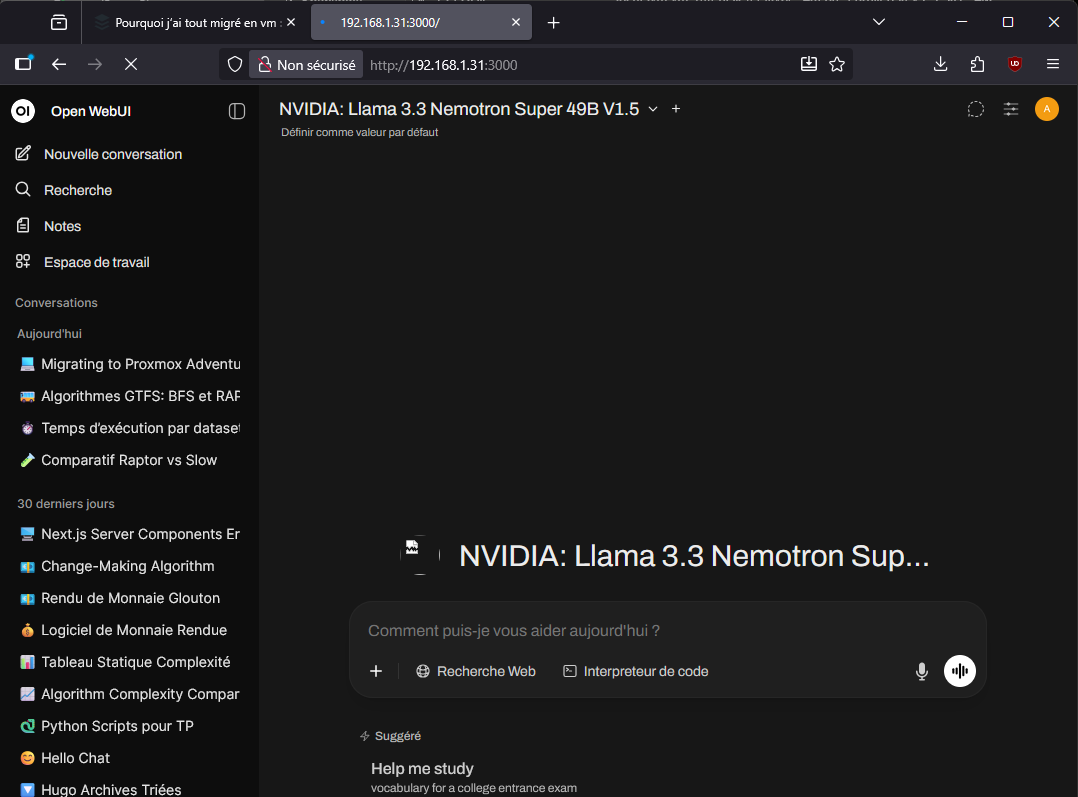 Pourquoi j'ai tout migré en vm
192.168.1.31:3000/
Non sécurisé
http://192.168.1.31:3000
OI
Open WebUI
NVIDIA: Llama 3.3 Nemotron Super 49B V1.5
A
Définir comme valeur par défaut
Nouvelle conversation
Recherche
Notes
Espace de travail
Conversations
Aujourd'hui
Migrating to Proxmox Adventu
Algorithmes GTFS: BFS et RAP
Temps d'exécution par dataset
Comparatif Raptor vs Slow
30 derniers jours
Next.js Server Components Er
Change-Making Algorithm
Rendu de Monnaie Glouton
Logiciel de Monnaie Rendue
Tableau Statique Complexité
Algorithm Complexity Compar
Python Scripts pour TP
Hello Chat
Hugo Archives Triées
NVIDIA: Llama 3.3 Nemotron Sup...
Comment puis-je vous aider aujourd'hui ?
Recherche Web
Interpreteur de code
Suggéré
Help me study
vocabulary for a college entrance exam